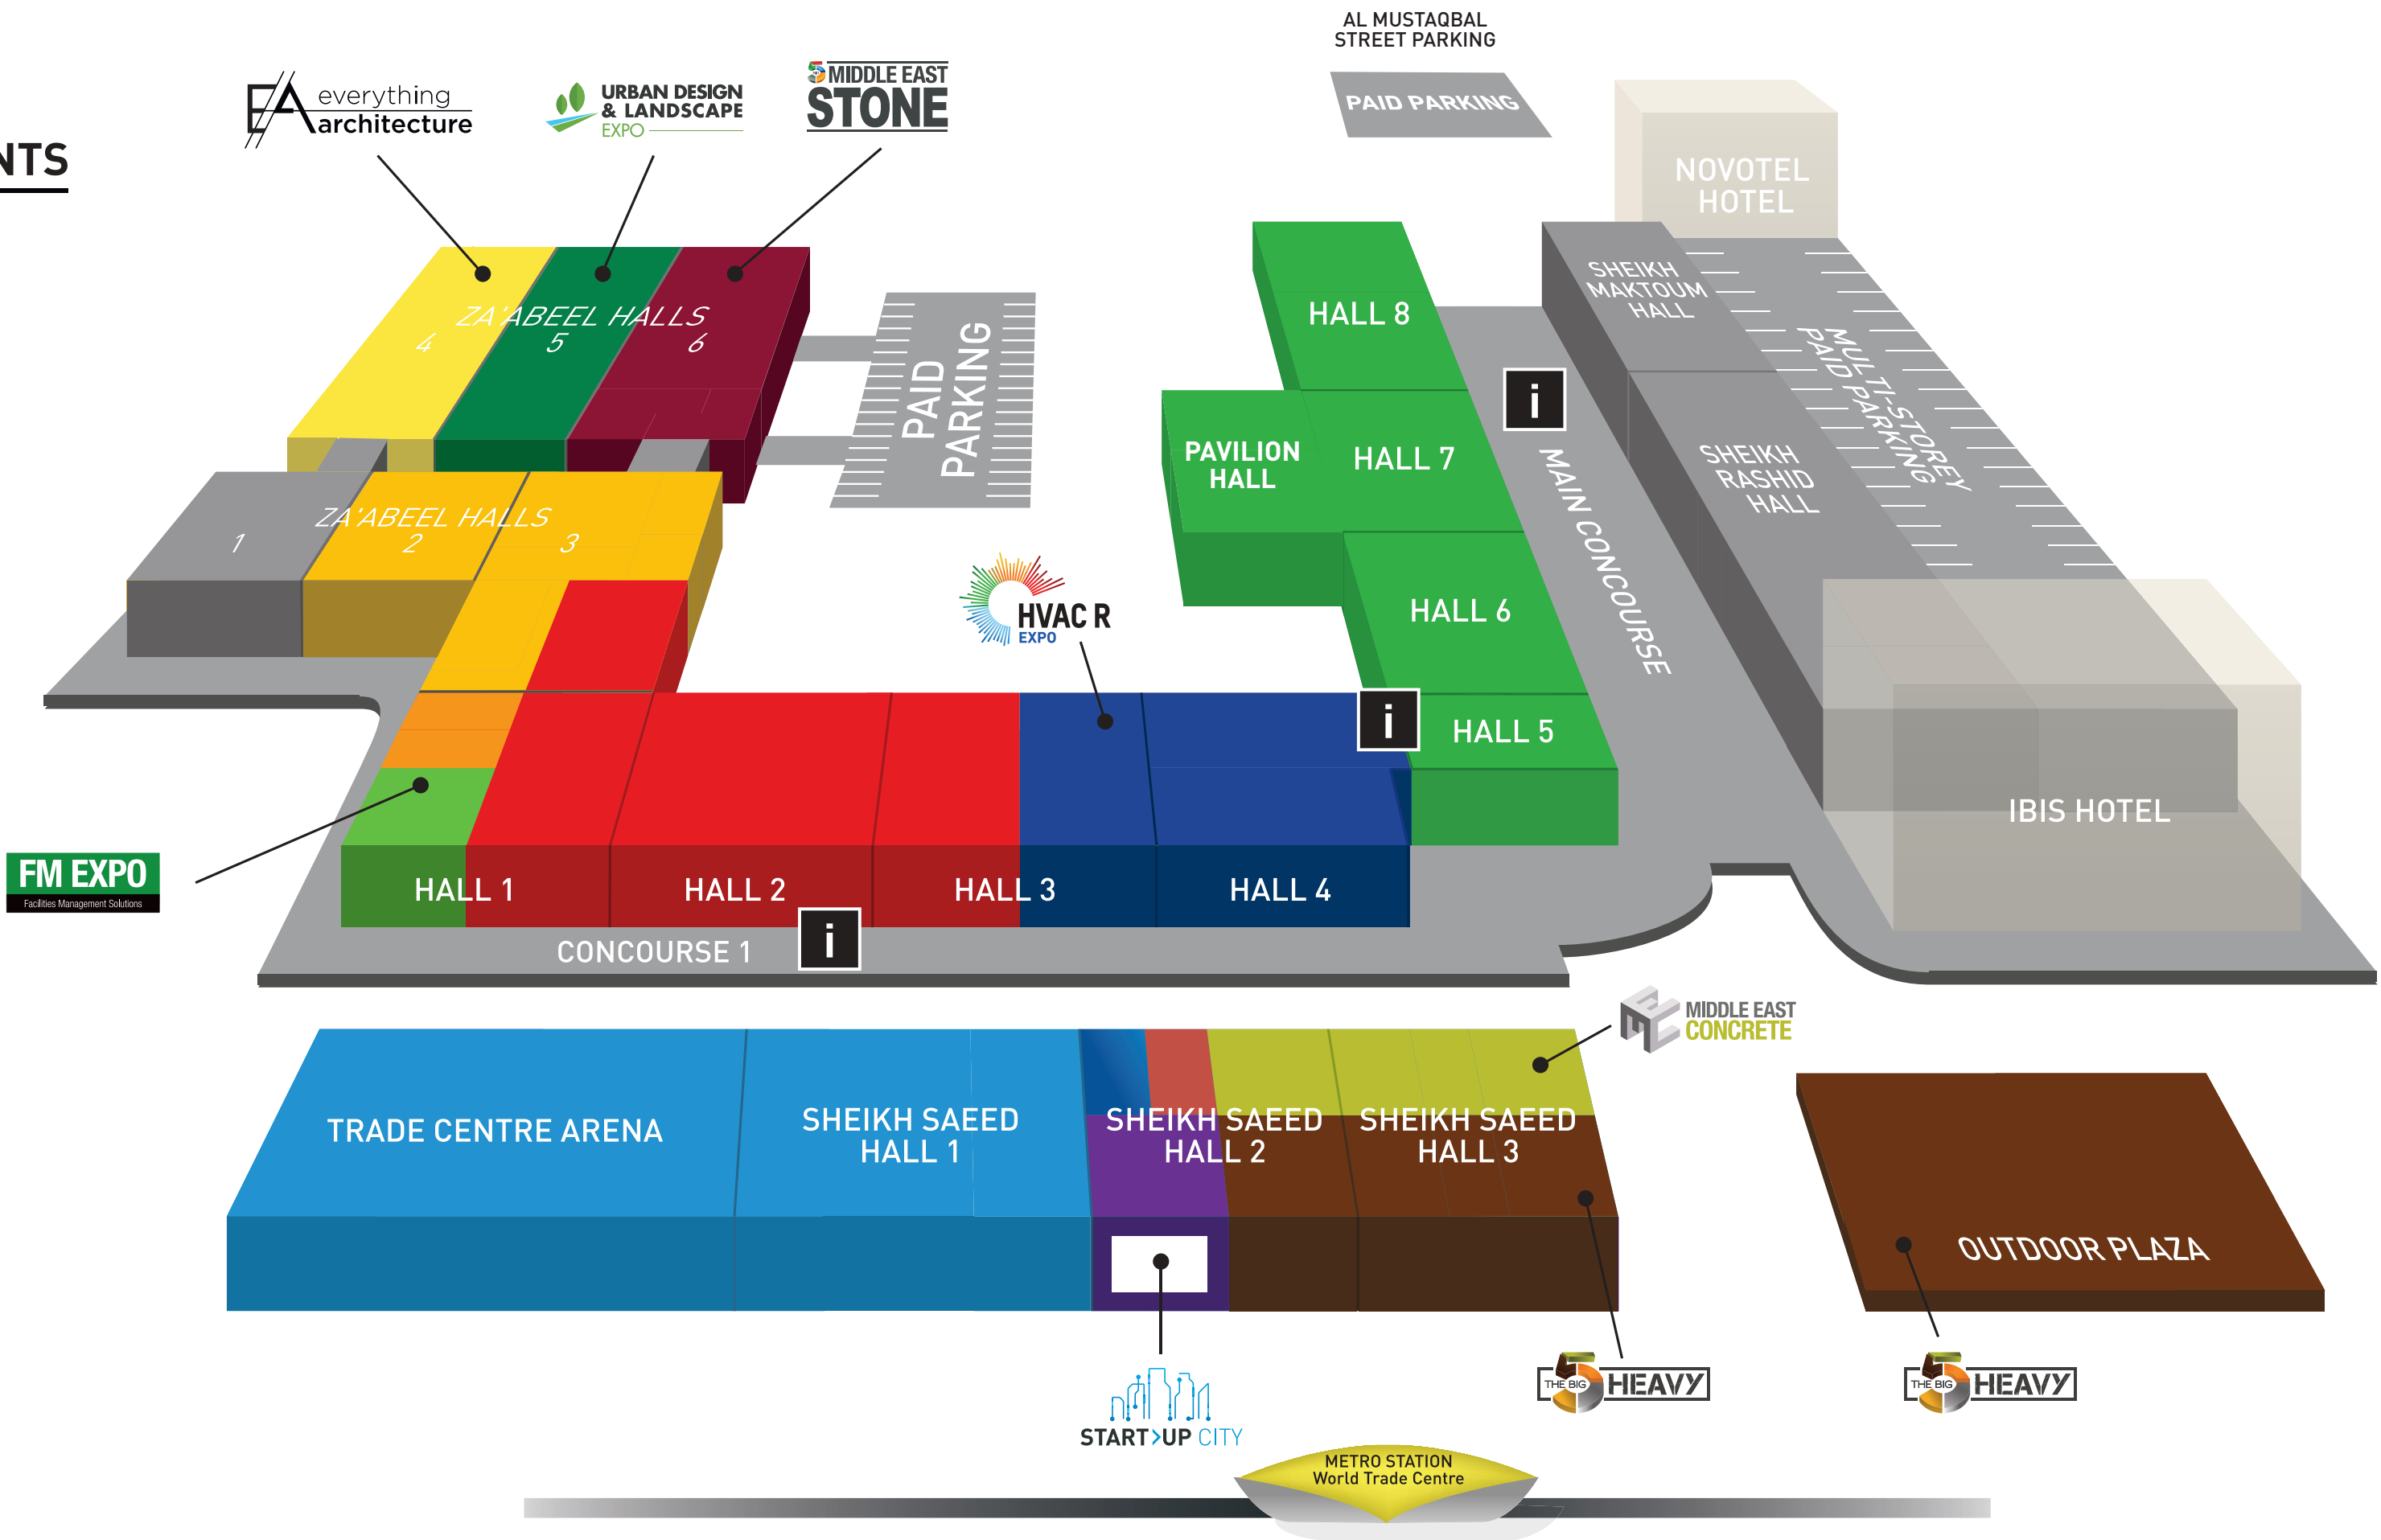 AL MUSTAQBAL
STREET PARKING
PAID PARKING
NTS
EA everything
architecture
URBAN DESIGN
& LANDSCAPE
EXPO
5 MIDDLE EAST
STONE
NOVOTEL
HOTEL
ZA'ABEEL HALLS
4
5
6
PAID
PARKING
HALL 8
SHEIKH
MAKTOUM
HALL
MULTI-STOREY
PAID PARKING
i
PAVILION
HALL
HALL 7
MAIN CONCOURSE
SHEIKH
RASHID
HALL
ZA'ABEEL HALLS
1
2
3
HVAC R
EXPO
HALL 6
i
HALL 5
IBIS HOTEL
FM EXPO
Facilities Management Solutions
HALL 1
HALL 2
HALL 3
HALL 4
CONCOURSE 1
i
MEC MIDDLE EAST
CONCRETE
TRADE CENTRE ARENA
SHEIKH SAEED
HALL 1
SHEIKH SAEED
HALL 2
SHEIKH SAEED
HALL 3
OUTDOOR PLAZA
THE BIG 5 HEAVY
THE BIG 5 HEAVY
START>UP CITY
METRO STATION
World Trade Centre